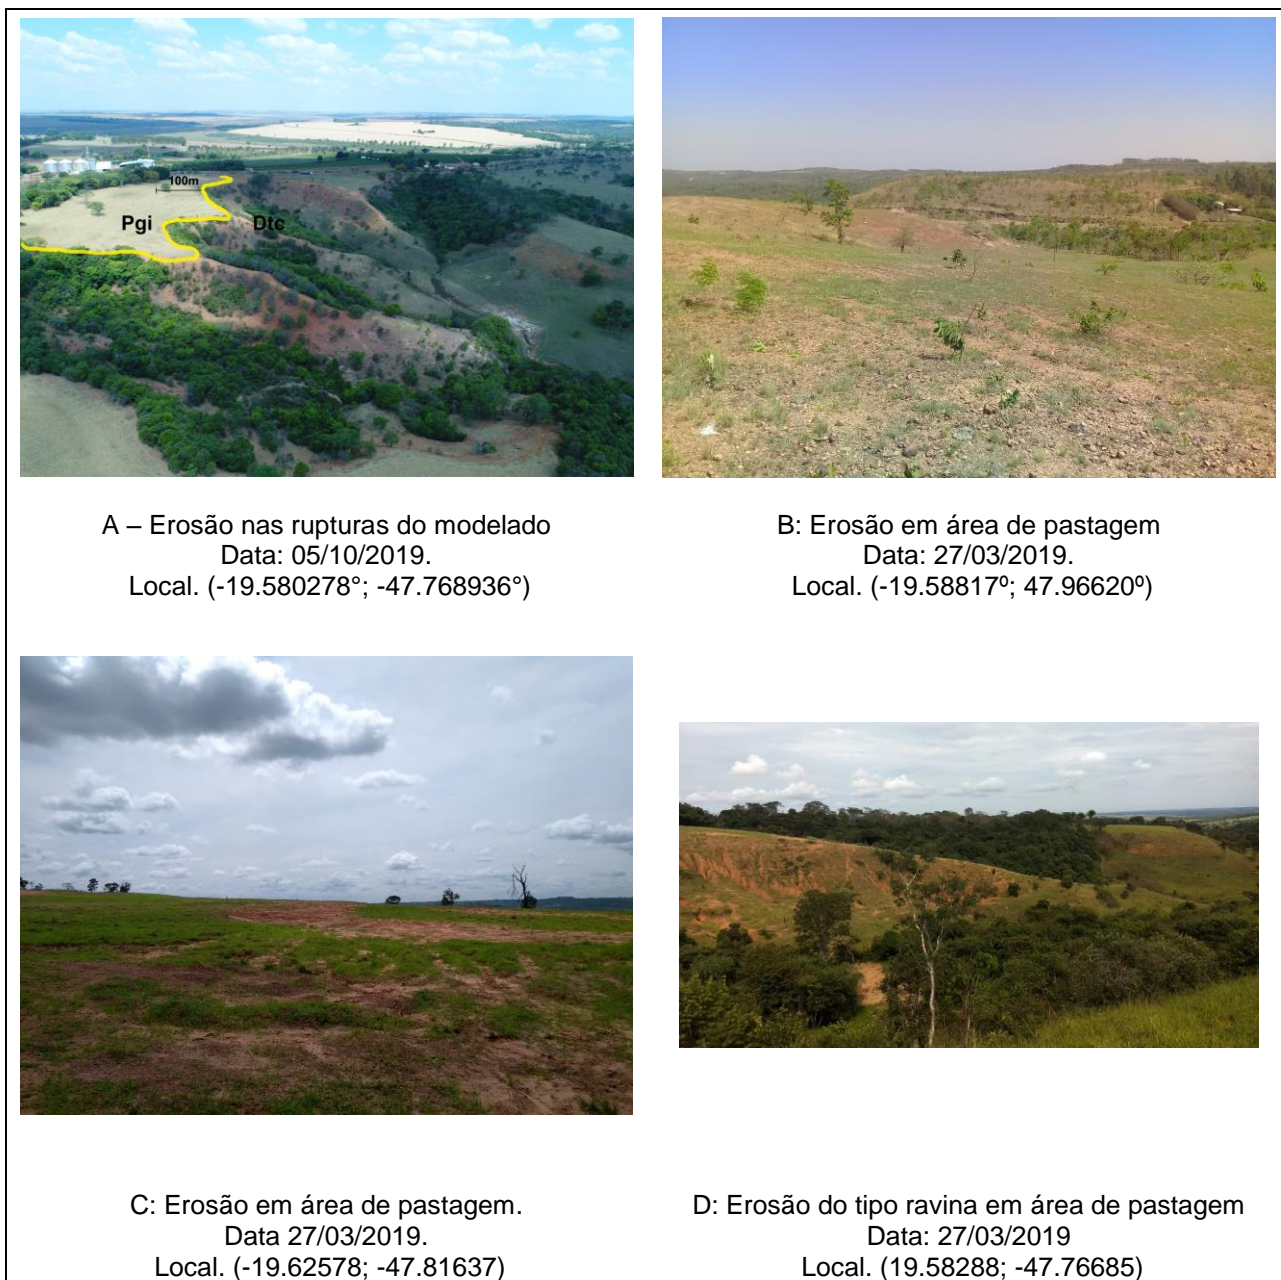 100m
Pgi
Dtc
A – Erosão nas rupturas do modelado
Data: 05/10/2019.
Local. (-19.580278°; -47.768936°)
B: Erosão em área de pastagem
Data: 27/03/2019.
Local. (-19.58817º; 47.96620º)
C: Erosão em área de pastagem.
Data 27/03/2019.
Local. (-19.62578; -47.81637)
D: Erosão do tipo ravina em área de pastagem
Data: 27/03/2019
Local. (19.58288; -47.76685)